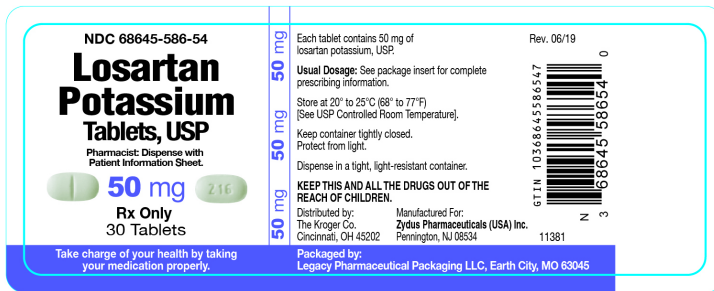 NDC 68645-586-54
Losartan
Potassium
Tablets, USP
Pharmacist: Dispense with
Patient Information Sheet.
50 mg
216
Rx Only
30 Tablets
Take charge of your health by taking
your medication properly.
50 mg
50 mg
50 mg
Each tablet contains 50 mg of
losartan potassium, USP.
Usual Dosage: See package insert for complete
prescribing information.
Store at 20° to 25°C (68° to 77°F)
[See USP Controlled Room Temperature].
Keep container tightly closed.
Protect from light.
Dispense in a tight, light-resistant container.
KEEP THIS AND ALL THE DRUGS OUT OF THE
REACH OF CHILDREN.
Distributed by:
The Kroger Co.
Cincinnati, OH 45202
Manufactured For:
Zydus Pharmaceuticals (USA) Inc.
Pennington, NJ 08534
Packaged by:
Legacy Pharmaceutical Packaging LLC, Earth City, MO 63045
Rev. 06/19
GTIN 10368645586547
N
3 68645 58654 0
11381